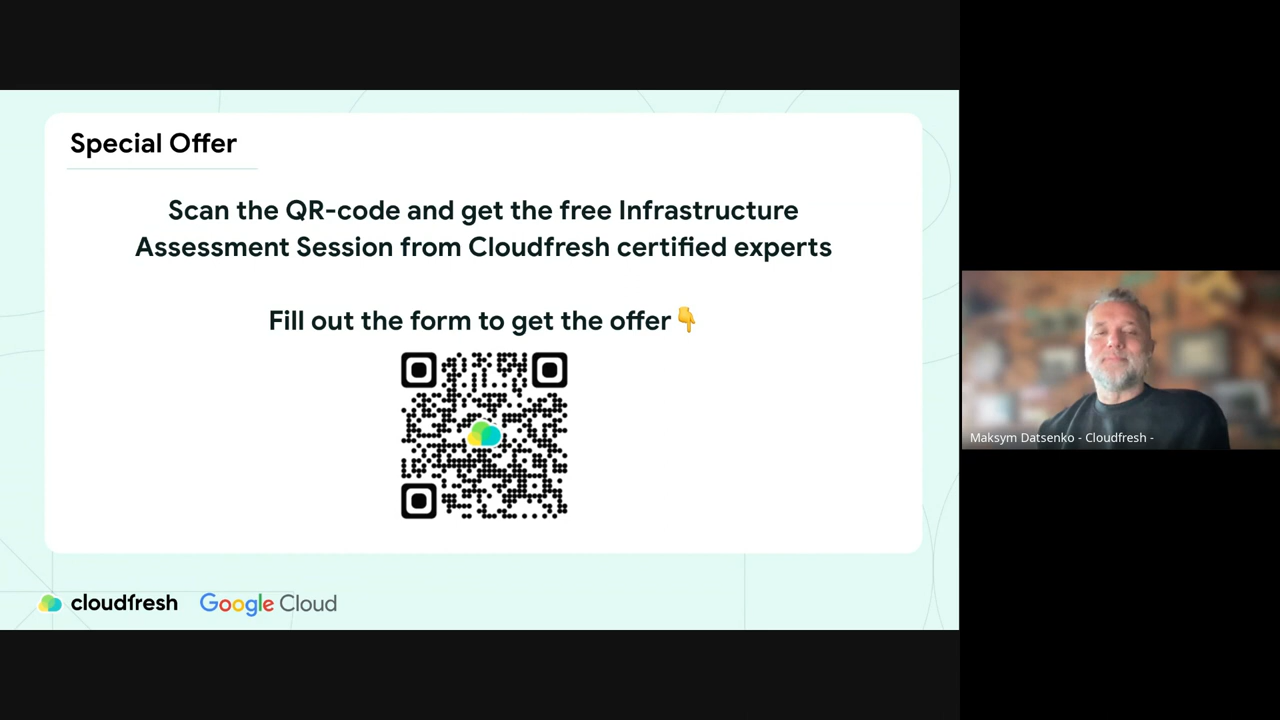 Special Offer
Scan the QR-code and get the free Infrastructure
Assessment Session from Cloudfresh certified experts
Fill out the form to get the offer👇
cloudfresh Google Cloud
Maksym Datsenko - Cloudfresh -